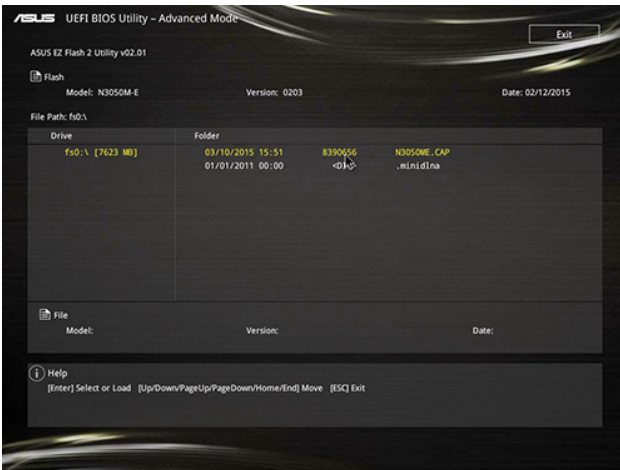 ASUS UEFI BIOS Utility – Advanced Mode
Exit
ASUS EZ Flash 2 Utility v02.01
Flash
Model: N3050M-E Version: 0203 Date: 02/12/2015
File Path: fs0:\
Drive Folder
fs0:\ [7623 MB] 03/10/2015 15:51 8390656 N3050ME.CAP
01/01/2011 00:00 .minidlna
File
Model: Version: Date:
Help
[Enter] Select or Load [Up/Down/PageUp/PageDown/Home/End] Move [ESC] Exit